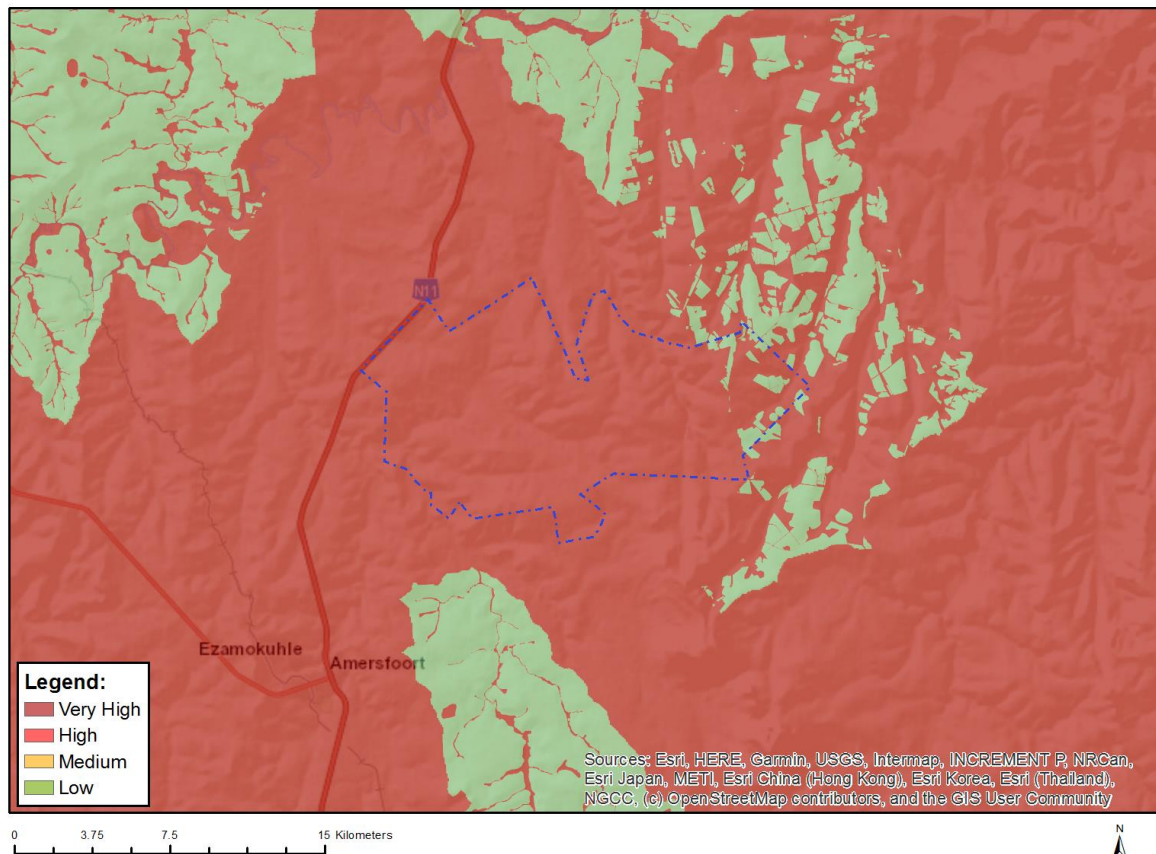 N11
Ezamokuhle
Amersfoort
Legend:
Very High
High
Medium
Low
Sources: Esri, HERE, Garmin, USGS, Intermap, INCREMENT P, NRCan,
Esri Japan, METI, Esri China (Hong Kong), Esri Korea, Esri (Thailand),
NGCC, (c) OpenStreetMap contributors, and the GIS User Community
0 3.75 7.5 15 Kilometers
N